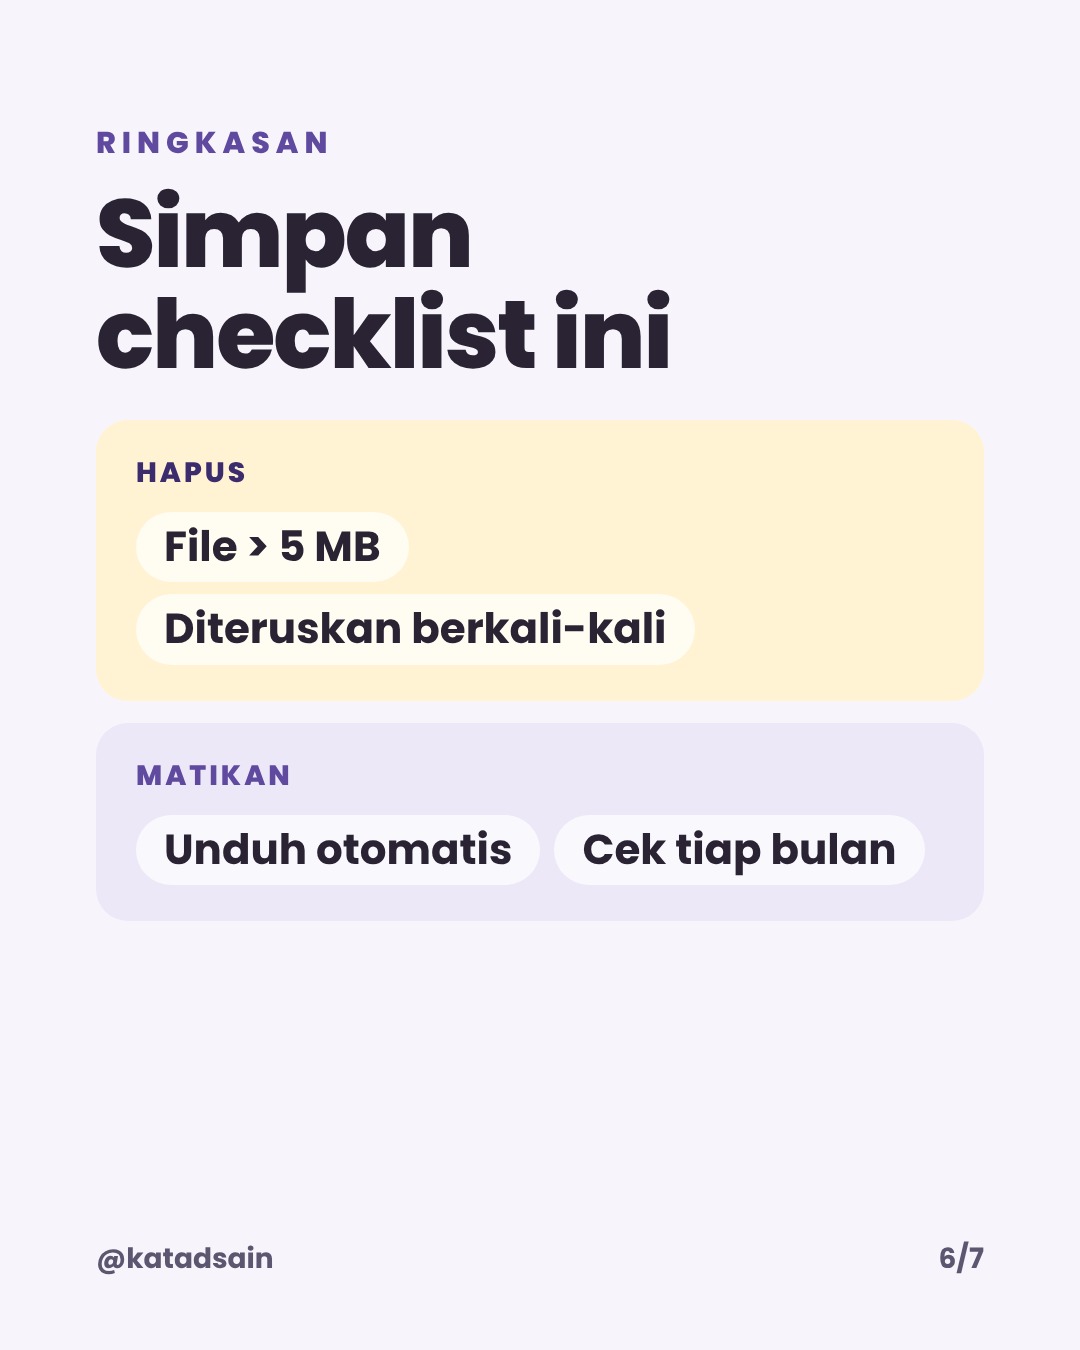 RINGKASAN
Simpan
checklist ini
HAPUS
File > 5 MB
Diteruskan berkali-kali
MATIKAN
Unduh otomatis
Cek tiap bulan
@katadsain
6/7